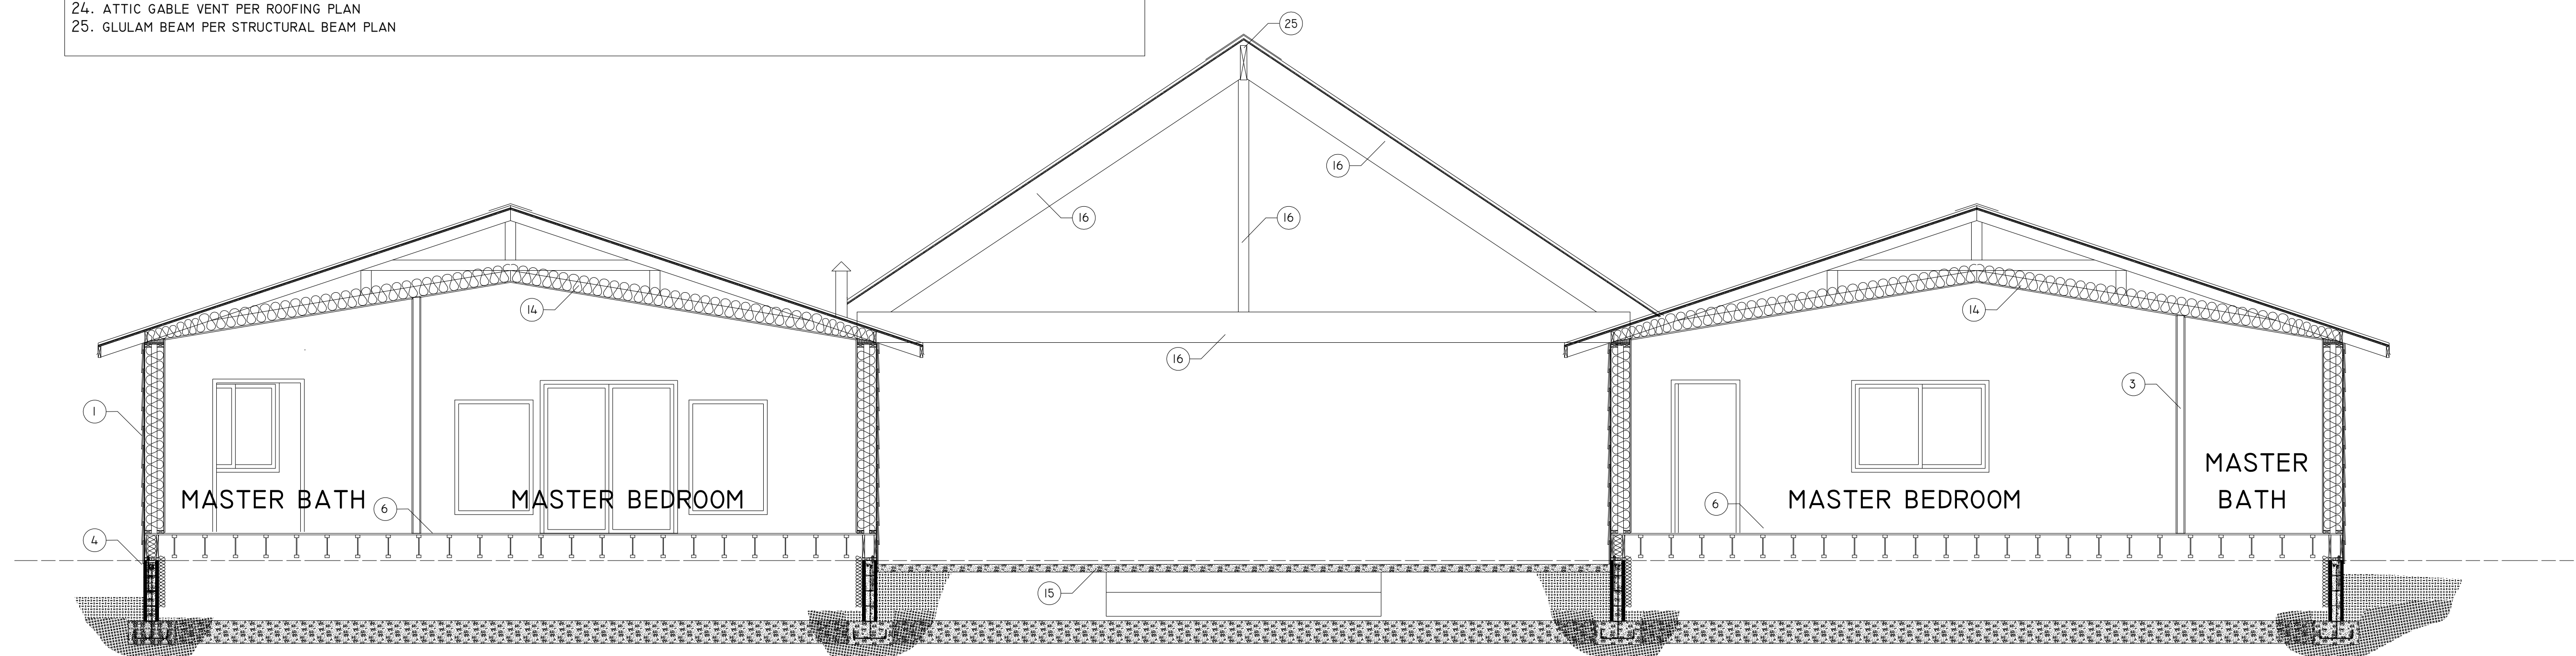 24. ATTIC GABLE VENT PER ROOFING PLAN
25. GLULAM BEAM PER STRUCTURAL BEAM PLAN
25
16
16
16
14
14
16
1
3
MASTER BATH
6
MASTER BEDROOM
6
MASTER BEDROOM
MASTER
BATH
4
15